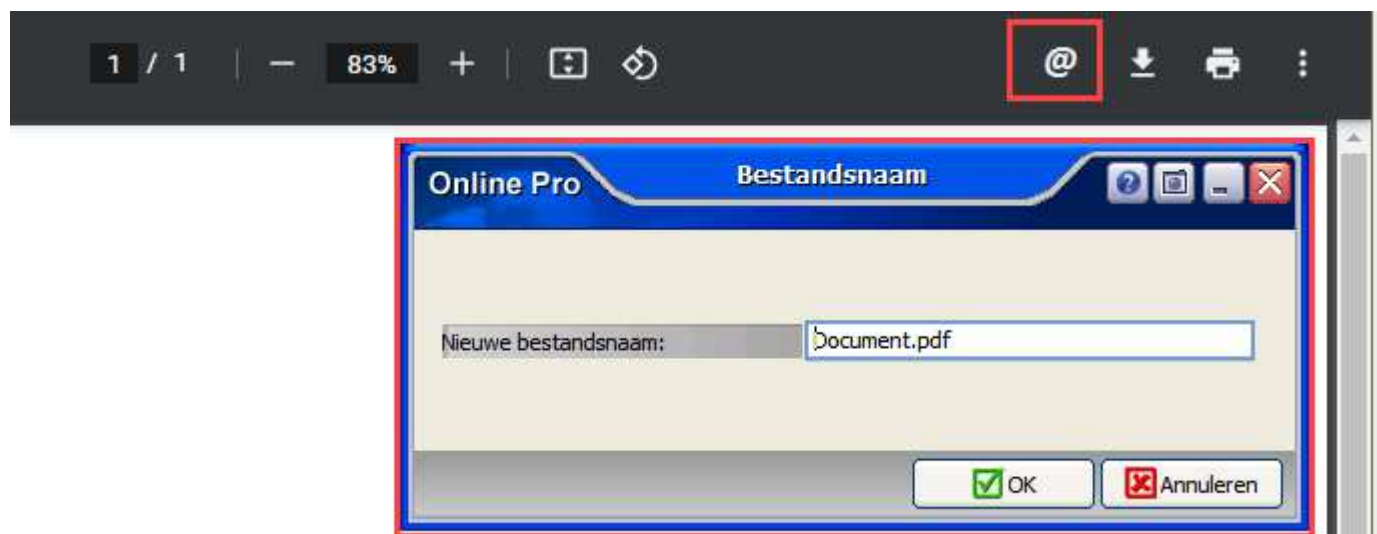 1 / 1 | − 83% + | @
Online Pro Bestandsnaam
Nieuwe bestandsnaam: Document.pdf
OK Annuleren